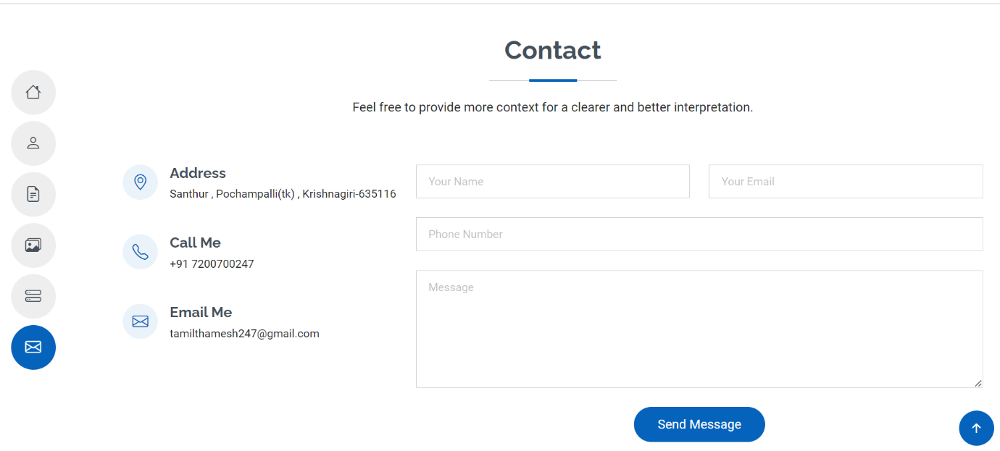 Contact
Feel free to provide more context for a clearer and better interpretation.
Address
Santhur , Pochampalli(tk) , Krishnagiri-635116
Call Me
+91 7200700247
Email Me
tamilthamesh247@gmail.com
Your Name
Your Email
Phone Number
Message
Send Message